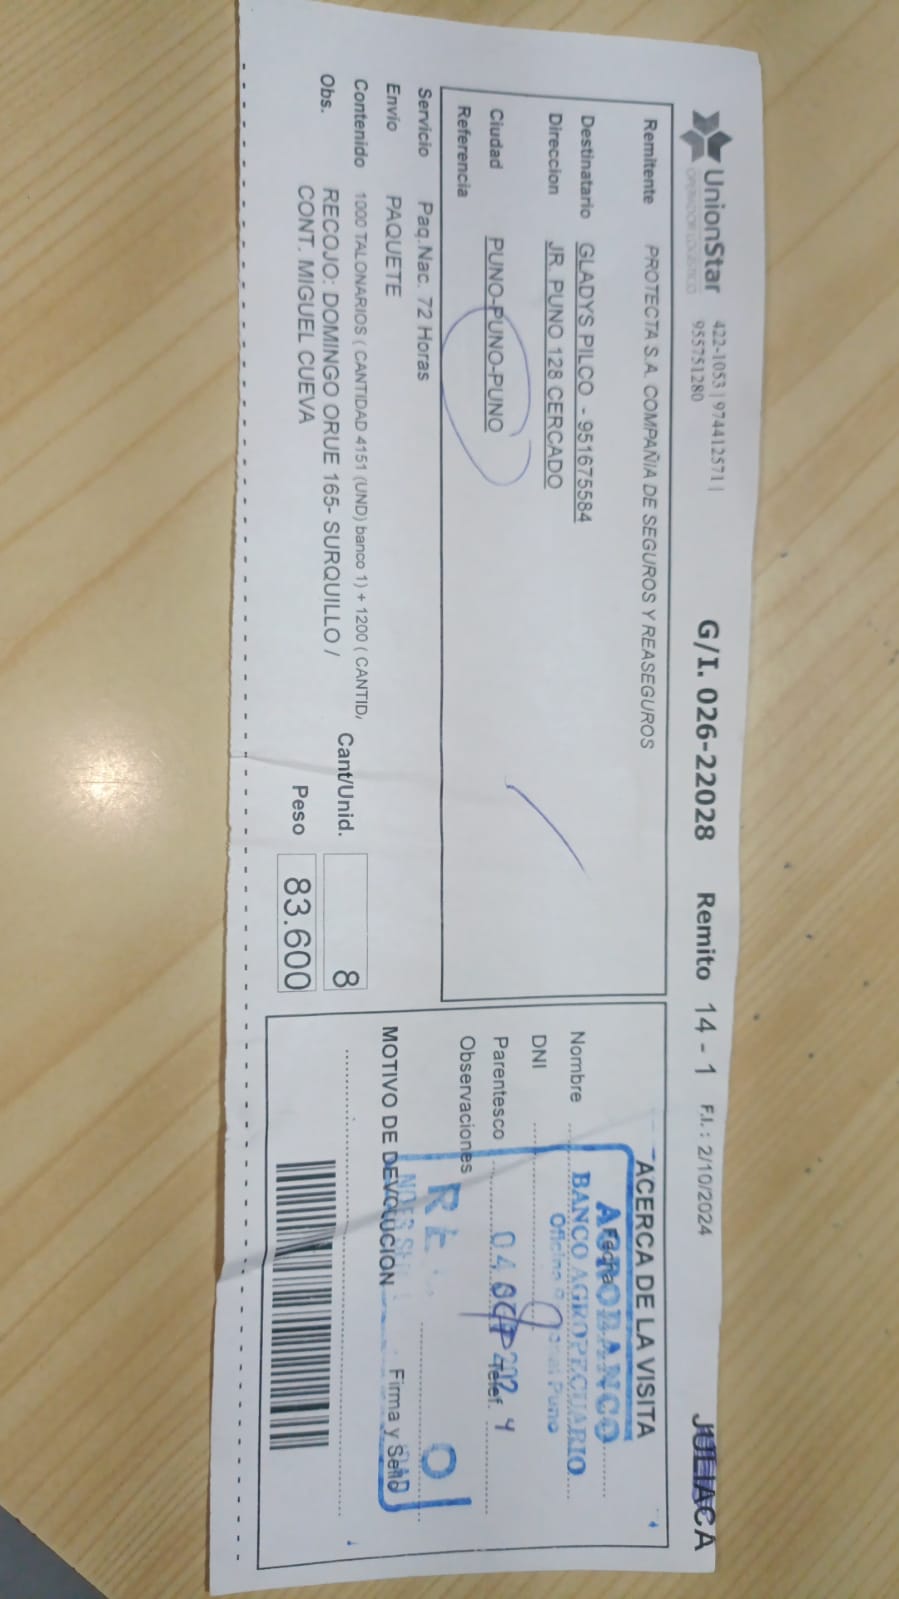 UnionStar 422-1053 | 974412571 | G/I. 026-22028 Remito 14 - 1 F.I.: 2/10/2024 JULIACA
OPERADOR LOGISTICO 955751280
Remitente PROTECTA S.A. COMPAÑIA DE SEGUROS Y REASEGUROS
Destinatario GLADYS PILCO - 951675584
Direccion JR. PUNO 128 CERCADO
Ciudad PUNO-PUNO-PUNO
Referencia
Servicio Paq.Nac. 72 Horas
Envio PAQUETE
Contenido 1000 TALONARIOS ( CANTIDAD 4151 (UND) banco 1) + 1200 ( CANTID,
Obs. RECOJO: DOMINGO ORUE 165- SURQUILLO /
CONT. MIGUEL CUEVA
Cant/Unid. 8
Peso 83.600
ACERCA DE LA VISITA
Fecha
AGROBANCO
Nombre
BANCO AGROPECUARIO
DNI
Oficina
Puno
Parentesco
04 OCT 2024
Telef.
Observaciones
MOTIVO DE DEVOLUCION
Firma y Sello